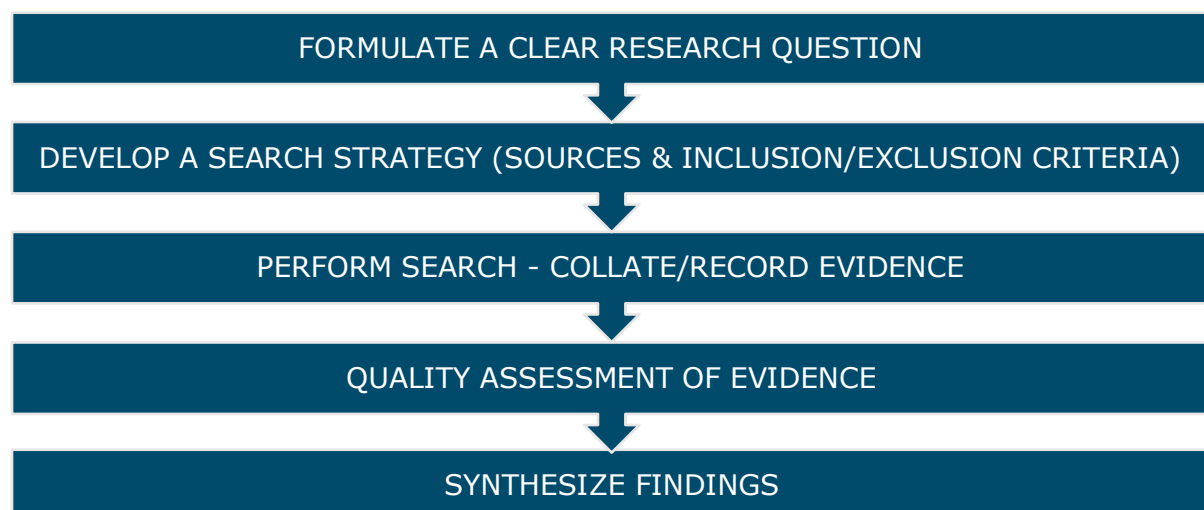 FORMULATE A CLEAR RESEARCH QUESTION
DEVELOP A SEARCH STRATEGY (SOURCES & INCLUSION/EXCLUSION CRITERIA)
PERFORM SEARCH - COLLATE/RECORD EVIDENCE
QUALITY ASSESSMENT OF EVIDENCE
SYNTHESIZE FINDINGS